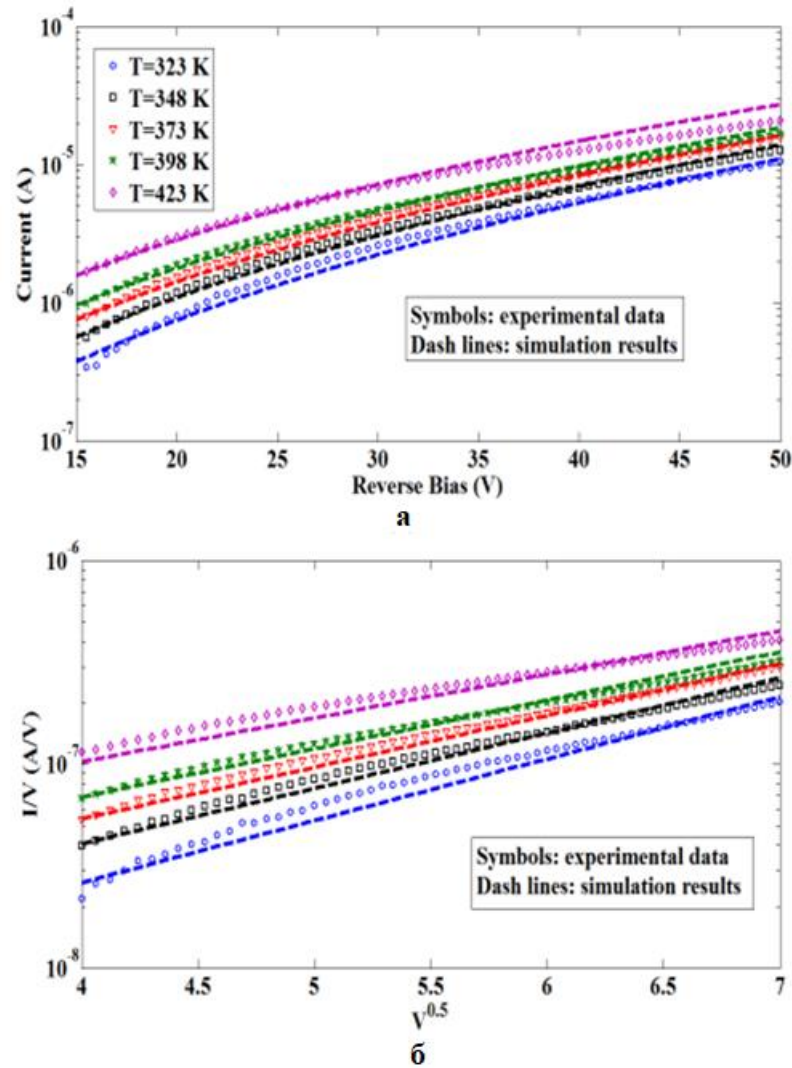 10^-4
T=323 K
T=348 K
T=373 K
T=398 K
T=423 K
10^-5
Current (A)
10^-6
Symbols: experimental data
Dash lines: simulation results
10^-7
15 20 25 30 35 40 45 50
Reverse Bias (V)
а
10^-6
I/V (A/V)
10^-7
Symbols: experimental data
Dash lines: simulation results
10^-8
4 4.5 5 5.5 6 6.5 7
V^0.5
б